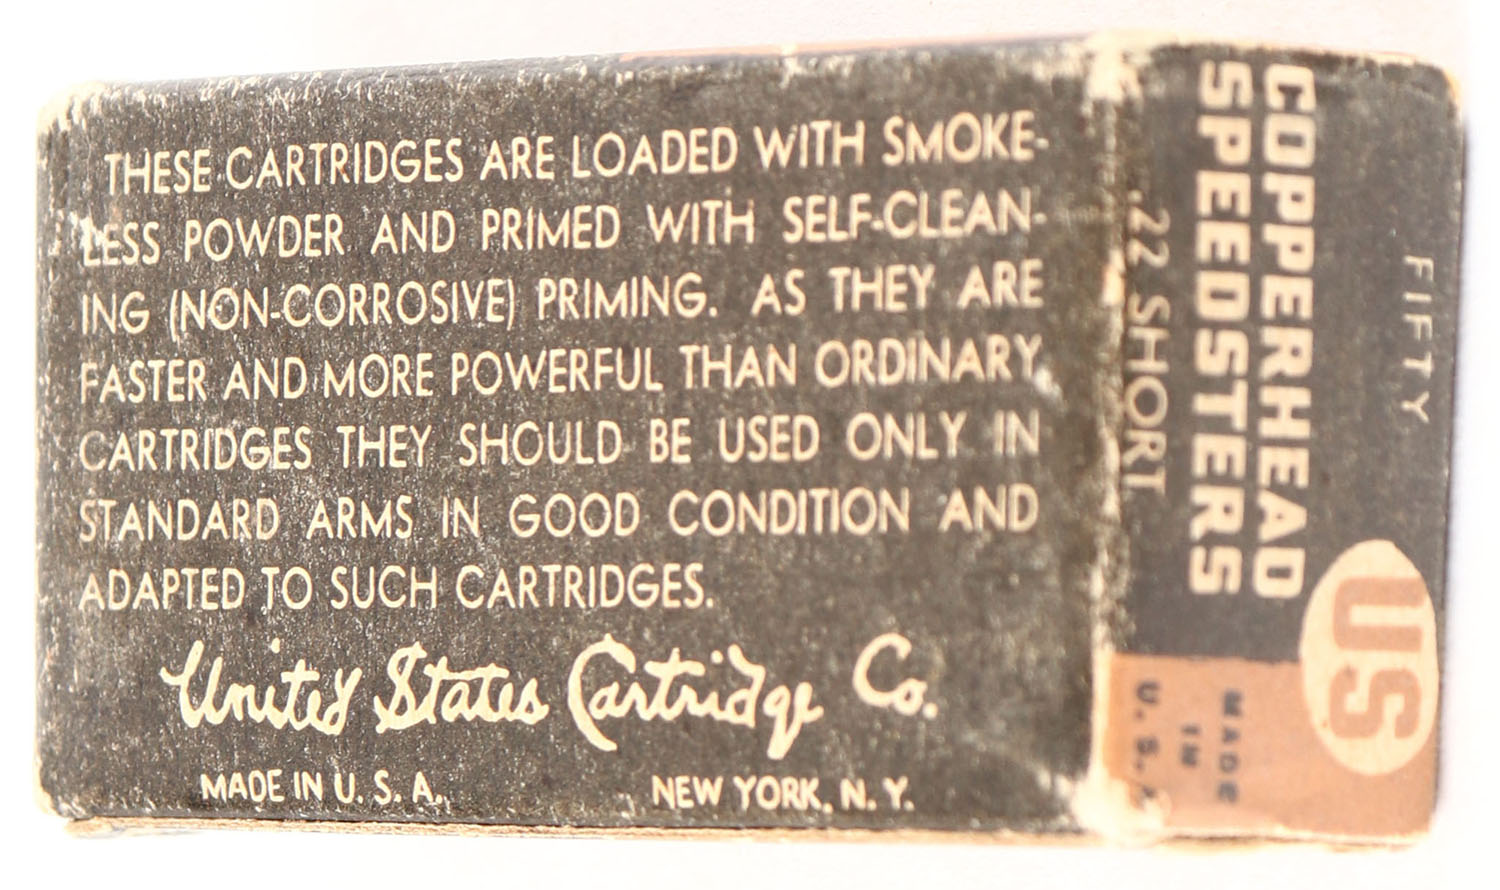 THESE CARTRIDGES ARE LOADED WITH SMOKE-
LESS POWDER AND PRIMED WITH SELF-CLEAN-
ING (NON-CORROSIVE) PRIMING. AS THEY ARE
FASTER AND MORE POWERFUL THAN ORDINARY
CARTRIDGES THEY SHOULD BE USED ONLY IN
STANDARD ARMS IN GOOD CONDITION AND
ADAPTED TO SUCH CARTRIDGES.
United States Cartridge Co.
MADE IN U. S. A. NEW YORK, N. Y.
FIFTY
US
COPPERHEAD
SPEEDSTERS
.22 SHORT
MADE
IN
U. S. A.